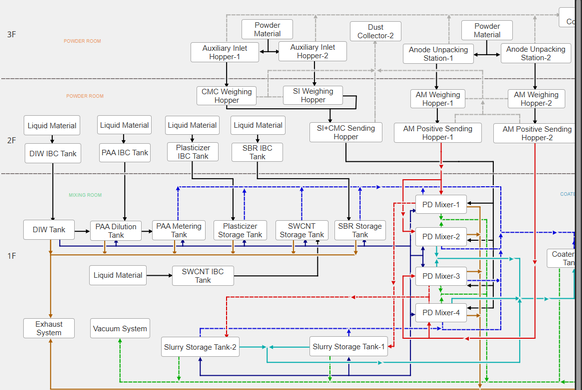 3F
POWDER ROOM
Powder
Material
Auxiliary Inlet
Hopper-1
Auxiliary Inlet
Hopper-2
Dust
Collector-2
Powder
Material
Anode Unpacking
Station-1
Anode Unpacking
Station-2
Co
POWDER ROOM
CMC Weighing
Hopper
SI Weighing
Hopper
AM Weighing
Hopper-1
AM Weighing
Hopper-2
2F
Liquid Material
Liquid Material
Liquid Material
Liquid Material
SI+CMC Sending
Hopper
AM Positive Sending
Hopper-1
AM Positive Sending
Hopper-2
DIW IBC Tank
PAA IBC Tank
Plasticizer
IBC Tank
SBR IBC
Tank
MIXING ROOM
COATE
PD Mixer-1
DIW Tank
PAA Dilution
Tank
PAA Metering
Tank
Plasticizer
Storage Tank
SWCNT
Storage Tank
SBR Storage
Tank
PD Mixer-2
1F
Coater
Tan
Liquid Material
SWCNT IBC
Tank
PD Mixer-3
PD Mixer-4
Exhaust
System
Vacuum System
Slurry Storage Tank-2
Slurry Storage Tank-1